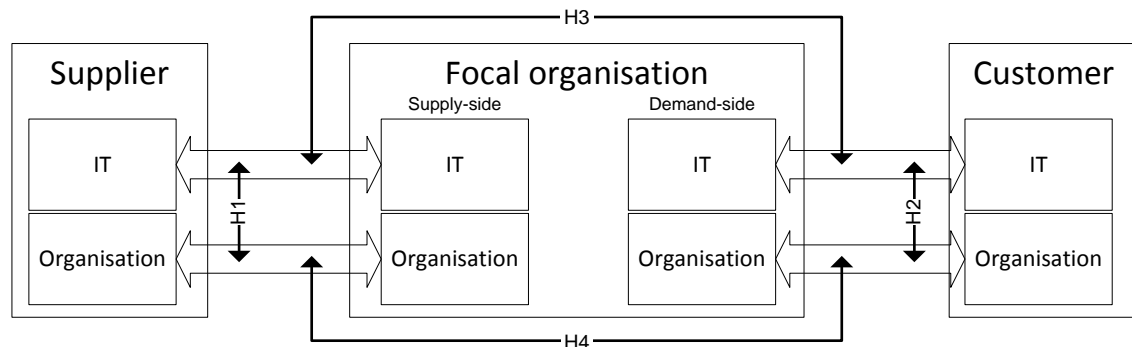 H3
Supplier
Focal organisation
Customer
Supply-side
Demand-side
IT
IT
IT
IT
H1
H2
Organisation
Organisation
Organisation
Organisation
H4